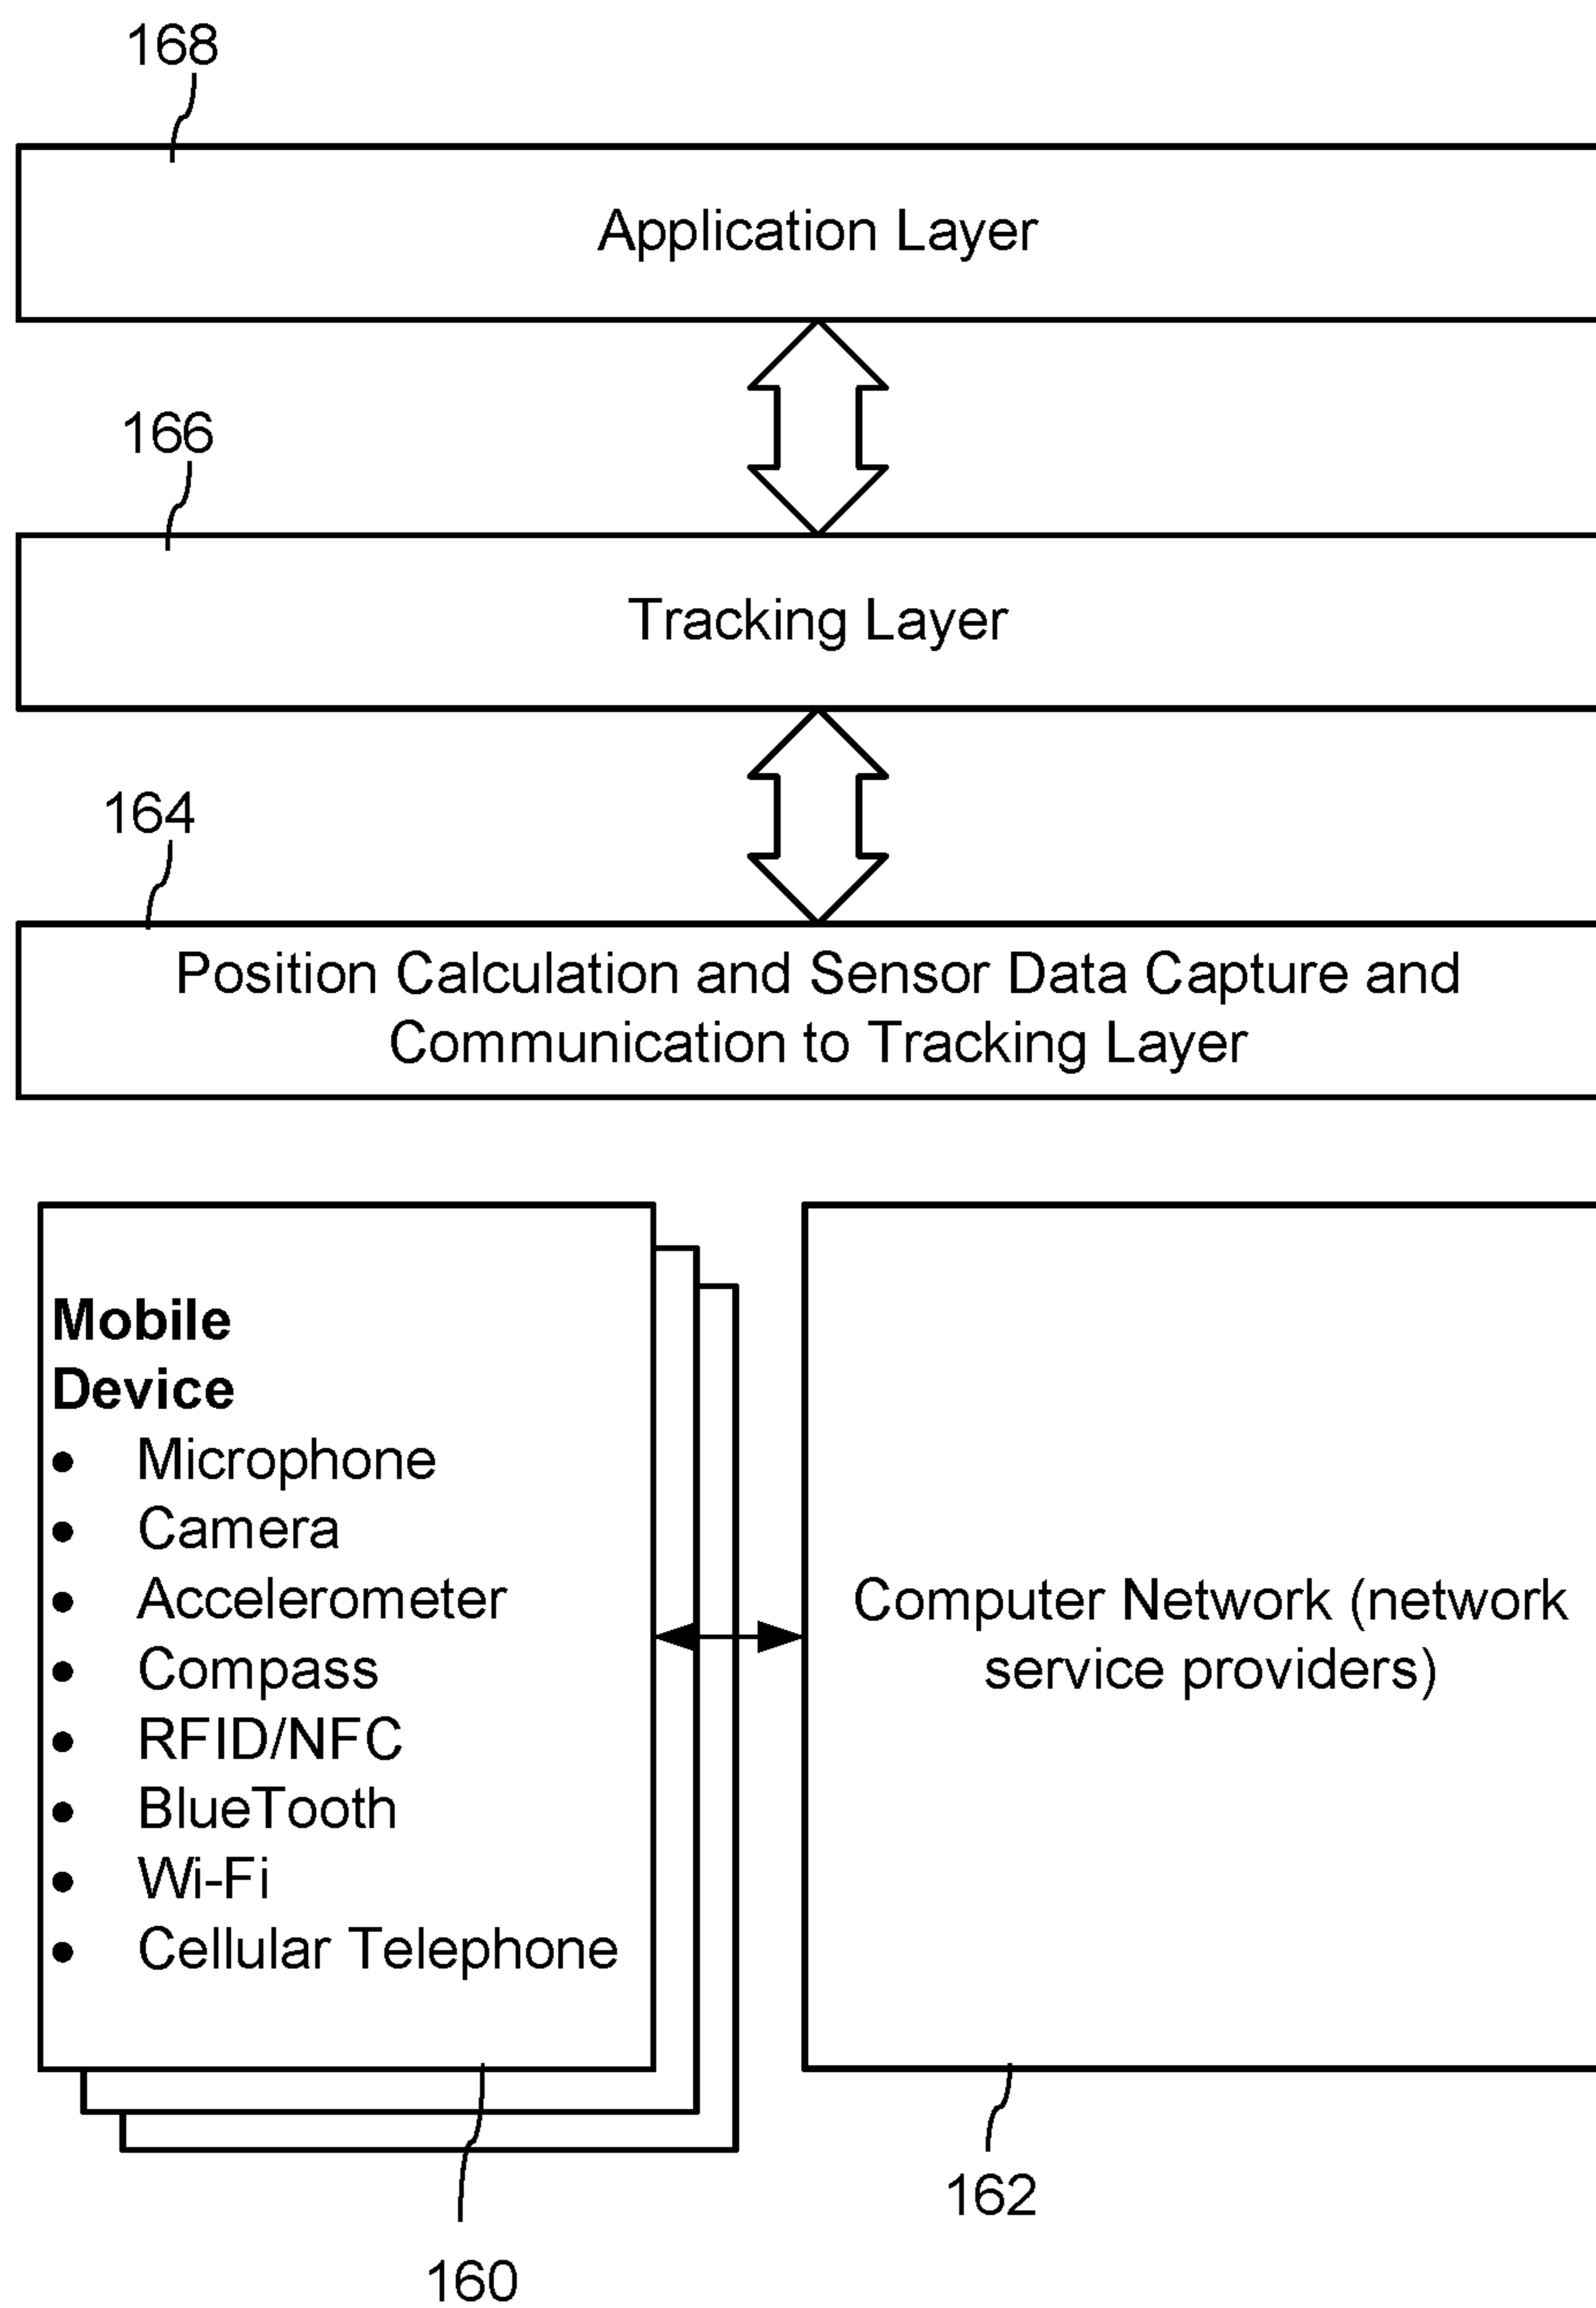 168
Application Layer
166
Tracking Layer
164
Position Calculation and Sensor Data Capture and
Communication to Tracking Layer
Mobile
Device
• Microphone
• Camera
• Accelerometer
• Compass
• RFID/NFC
• BlueTooth
• Wi-Fi
• Cellular Telephone
Computer Network (network
service providers)
162
160